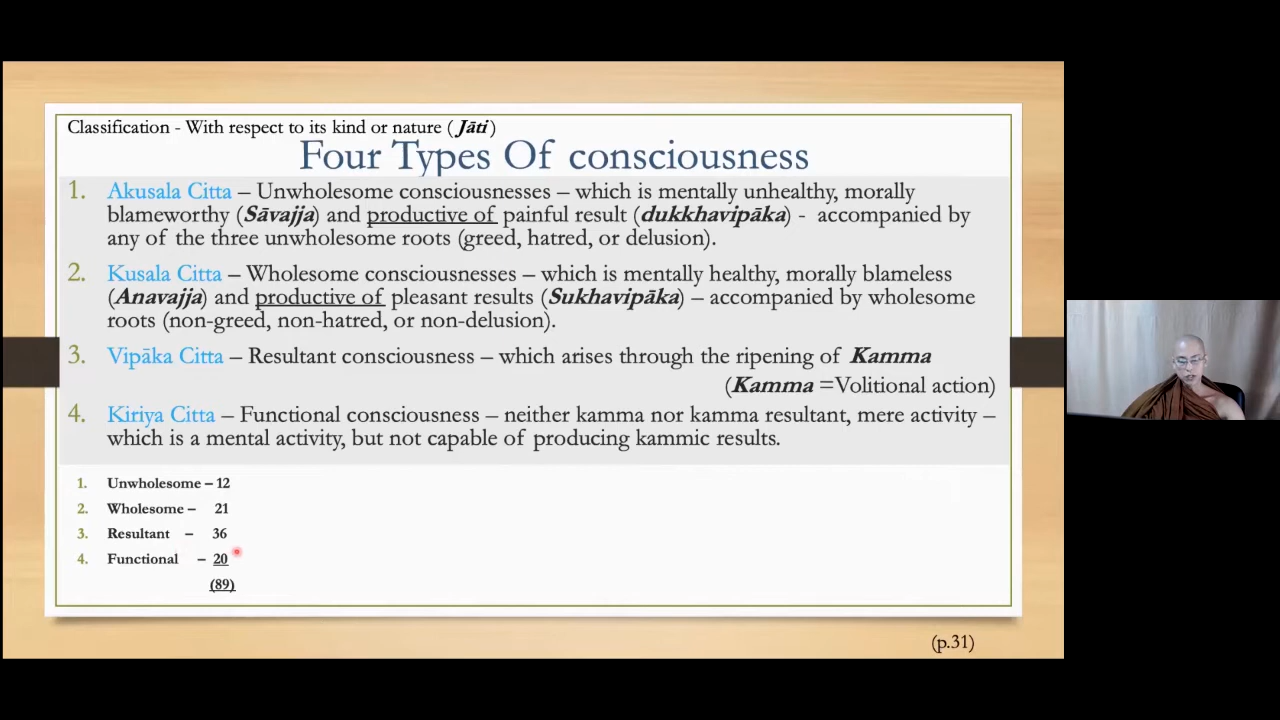 Classification - With respect to its kind or nature ( Jāti )
Four Types Of consciousness
1. Akusala Citta – Unwholesome consciousnesses – which is mentally unhealthy, morally
blameworthy (Sāvajja) and productive of painful result (dukkhavipāka) - accompanied by
any of the three unwholesome roots (greed, hatred, or delusion).
2. Kusala Citta – Wholesome consciousnesses – which is mentally healthy, morally blameless
(Anavajja) and productive of pleasant results (Sukhavipāka) – accompanied by wholesome
roots (non-greed, non-hatred, or non-delusion).
3. Vipāka Citta – Resultant consciousness – which arises through the ripening of Kamma
(Kamma =Volitional action)
4. Kiriya Citta – Functional consciousness – neither kamma nor kamma resultant, mere activity –
which is a mental activity, but not capable of producing kammic results.
1. Unwholesome – 12
2. Wholesome – 21
3. Resultant – 36
4. Functional – 20
(89)
(p.31)